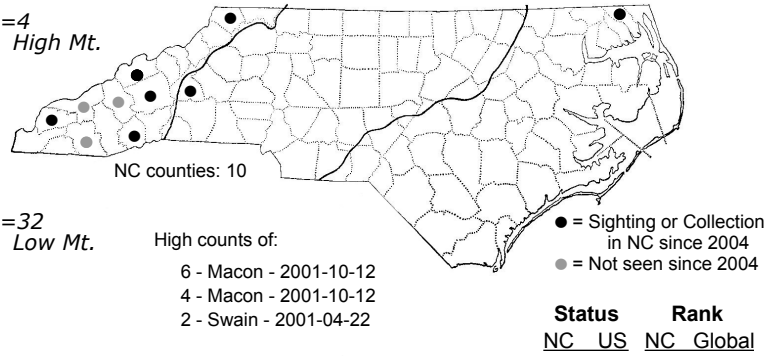 =4
High Mt.
NC counties: 10
=32
Low Mt.
High counts of:
6 - Macon - 2001-10-12
4 - Macon - 2001-10-12
2 - Swain - 2001-04-22
= Sighting or Collection
in NC since 2004
= Not seen since 2004
Status Rank
NC US NC Global